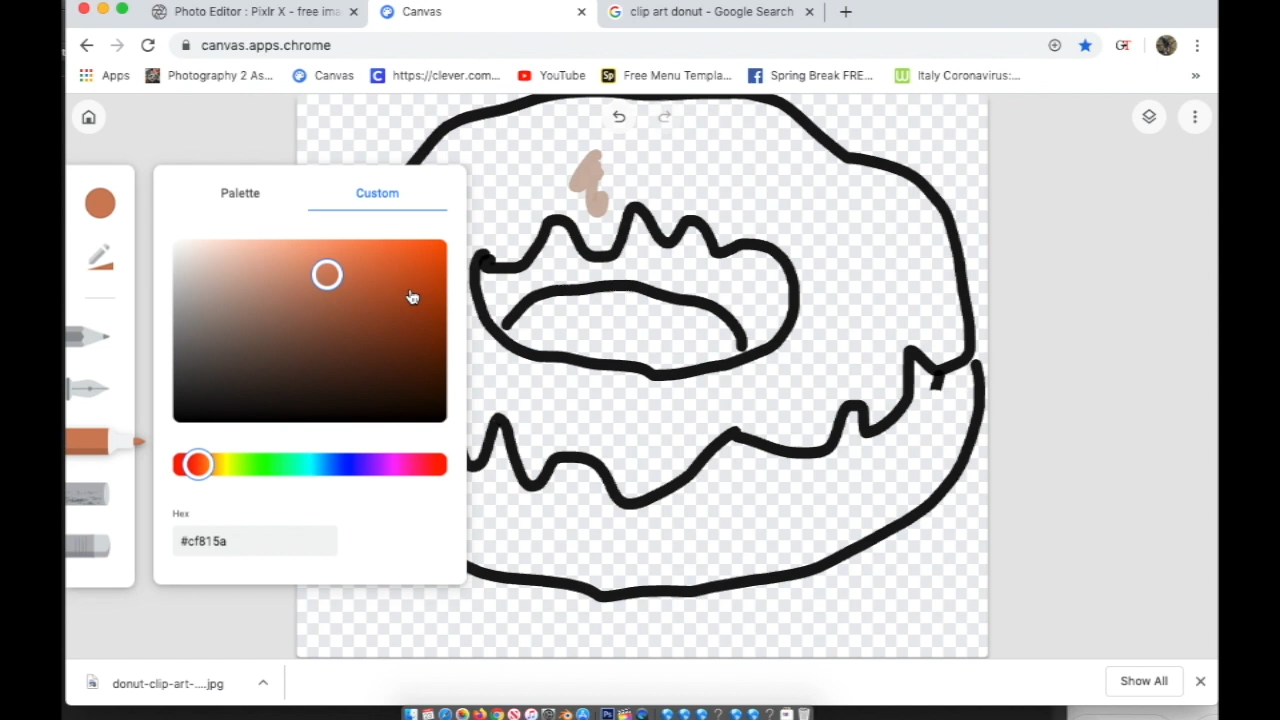 Photo Editor : Pixlr X - free ima
Canvas
clip art donut - Google Search
canvas.apps.chrome
Apps
Photography 2 As...
Canvas
https://clever.com...
YouTube
Free Menu Templa...
Spring Break FRE...
Italy Coronavirus:...
»
Palette
Custom
Hex
#cf815a
donut-clip-art-....jpg
Show All